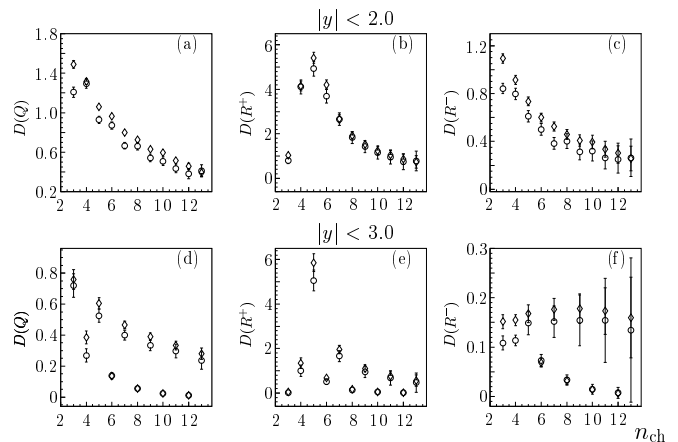 |y| < 2.0
(a)
D(Q)
1.8
1.4
1.0
0.6
0.2
2 4 6 8 10 12
(b)
D(R⁺)
6
4
2
0
2 4 6 8 10 12
(c)
D(R⁻)
1.2
0.8
0.4
0
2 4 6 8 10 12
|y| < 3.0
(d)
D(Q)
0.8
0.6
0.4
0.2
0
2 4 6 8 10 12
(e)
D(R⁺)
6
4
2
0
2 4 6 8 10 12
(f)
D(R⁻)
0.3
0.2
0.1
0
2 4 6 8 10 12
n_ch